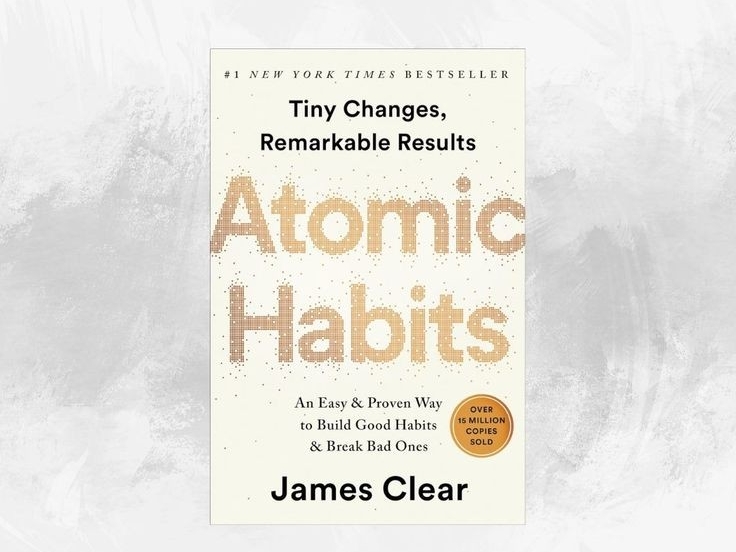 #1 NEW YORK TIMES BESTSELLER
Tiny Changes,
Remarkable Results
Atomic
Habits
An Easy & Proven Way
to Build Good Habits
& Break Bad Ones
OVER
15 MILLION
COPIES
SOLD
James Clear